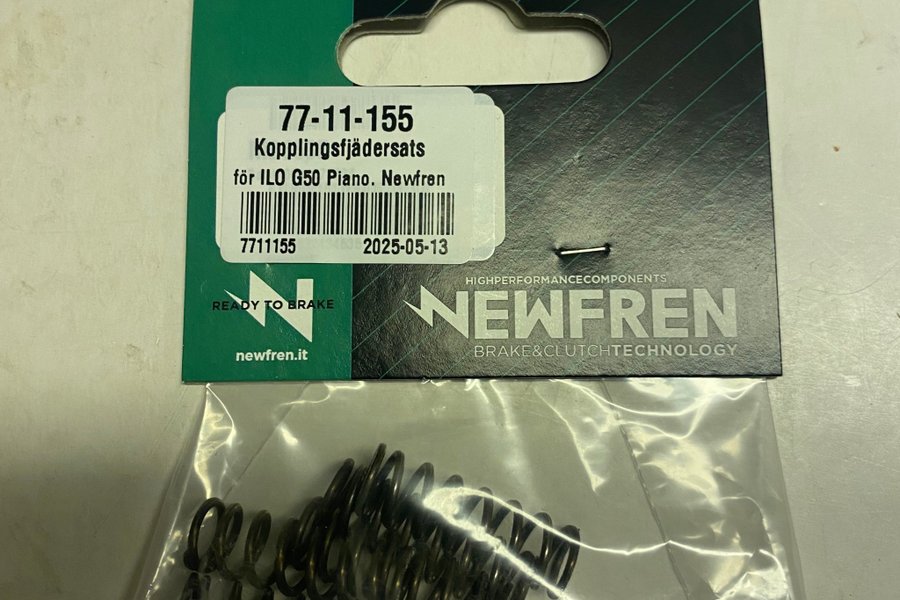 77-11-155
Kopplingsfjädersats
för ILO G50 Piano. Newfren
7711155 2025-05-13
READY TO BRAKE
newfren.it
HIGHPERFORMANCECOMPONENTS
NEWFREN
BRAKE&CLUTCHTECHNOLOGY